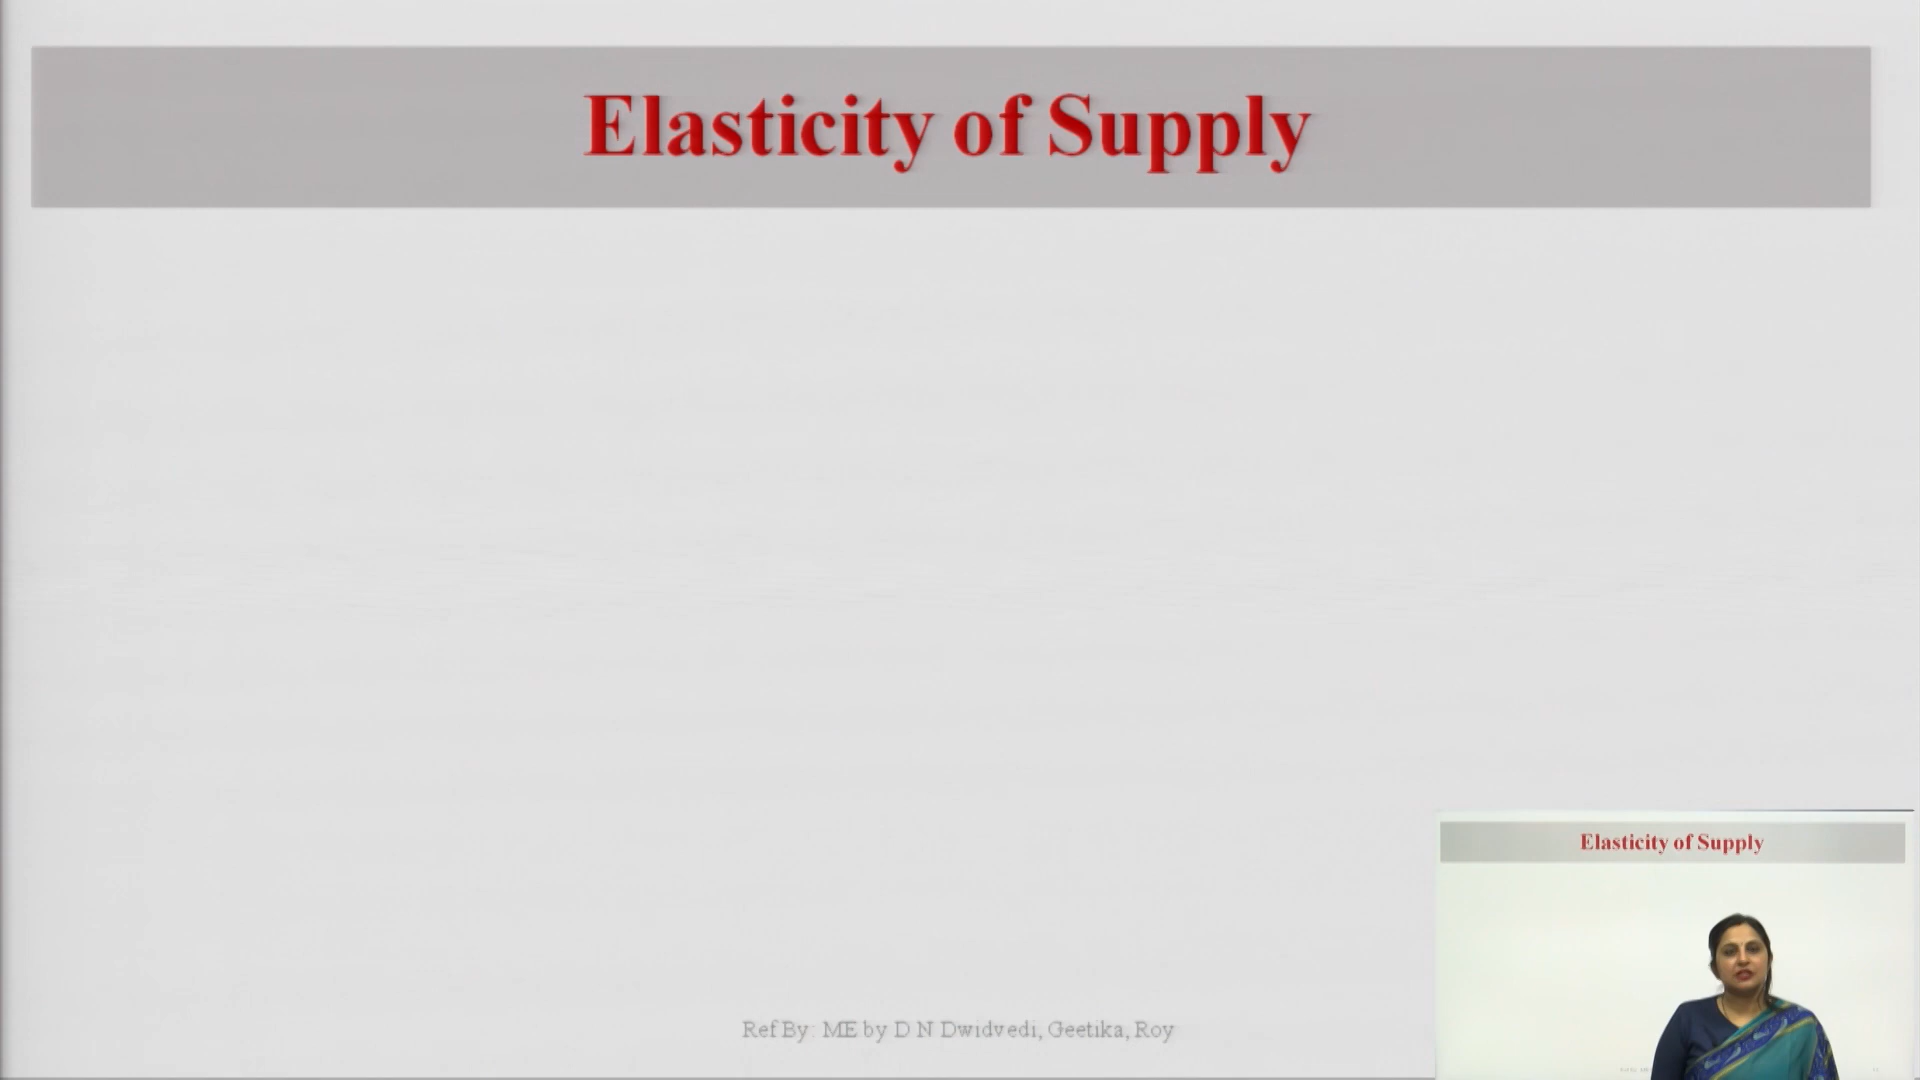 Elasticity of Supply
Ref By: ME by D N Dwidvedi, Geetika, Roy
Elasticity of Supply